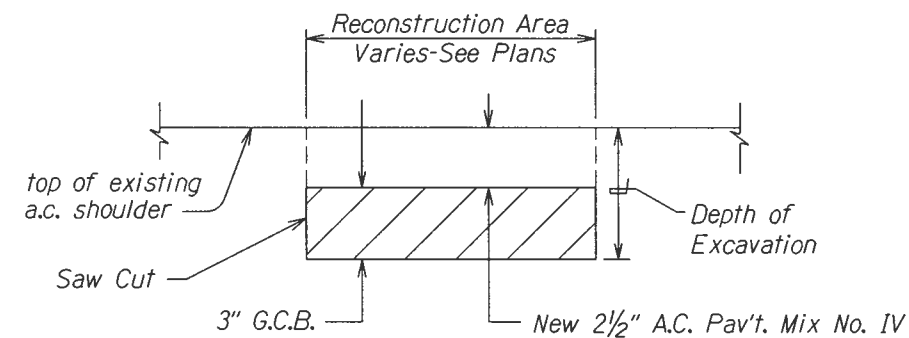 Reconstruction Area
Varies-See Plans
top of existing
a.c. shoulder
Depth of
Excavation
Saw Cut
3" G.C.B.
New 2½" A.C. Pav't. Mix No. IV